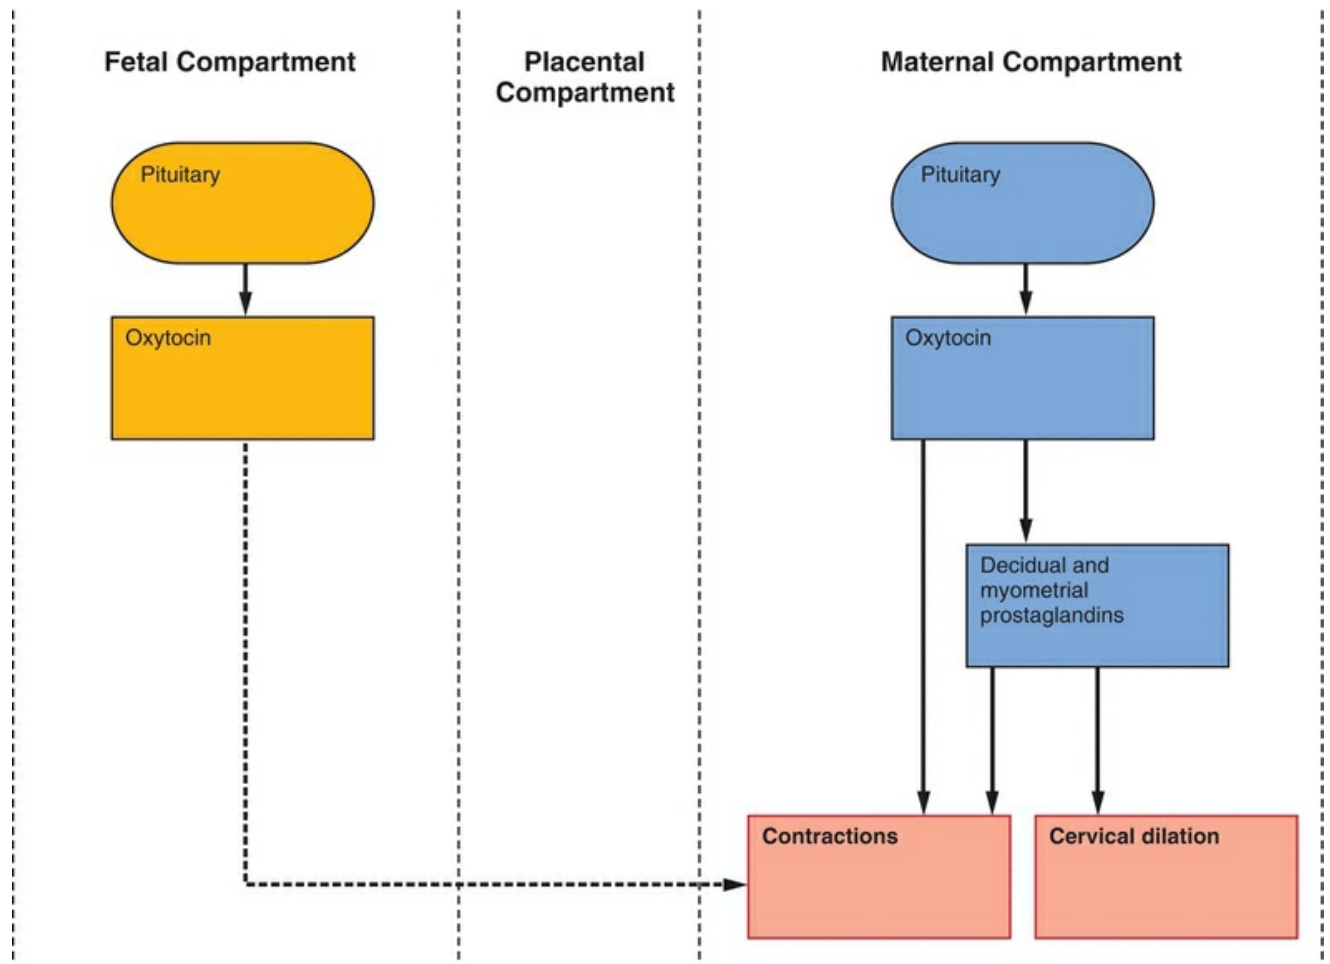 Fetal Compartment
Placental
Compartment
Maternal Compartment
Pituitary
Pituitary
Oxytocin
Oxytocin
Decidual and
myometrial
prostaglandins
Contractions
Cervical dilation